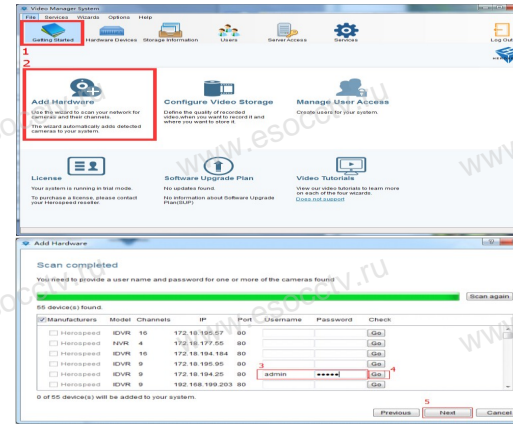 Video Manager System
File Services Wizards Options Help
Getting Started Hardware Devices Storage Information Users Server Access Services Log Out
1
2
Add Hardware
Use the wizard to scan your network for
cameras and their channels.
The wizard automatically adds detected
cameras to your system.
Configure Video Storage
Define the quality of recorded
video,when you want to record it and
where you want to store it.
Manage User Access
Create users for your system.
License
Your system is running in trial mode.
To purchase a license, please contact
your Herospeed reseller.
Software Upgrade Plan
No updates found.
No information about Software Upgrade
Plan(SUP)
Video Tutorials
View our video tutorials to learn more
on each of the four wizards.
Does not support
www.esocctv.ru
Add Hardware
Scan completed
You need to provide a user name and password for one or more of the cameras found
Scan again
55 device(s) found.
Manufacturers Model Channels IP Port Username Password Check
Herospeed IDVR 16 172.18.195.57 80 Go
Herospeed NVR 4 172.18.177.55 80 Go
Herospeed IDVR 16 172.18.194.184 80 Go
Herospeed IDVR 9 172.18.195.95 80 Go
3
4
Herospeed IDVR 9 172.18.194.25 80 admin ••••• Go
Herospeed IDVR 9 192.168.199.203 80 Go
0 of 55 device(s) will be added to your system.
5
Previous Next Cancel